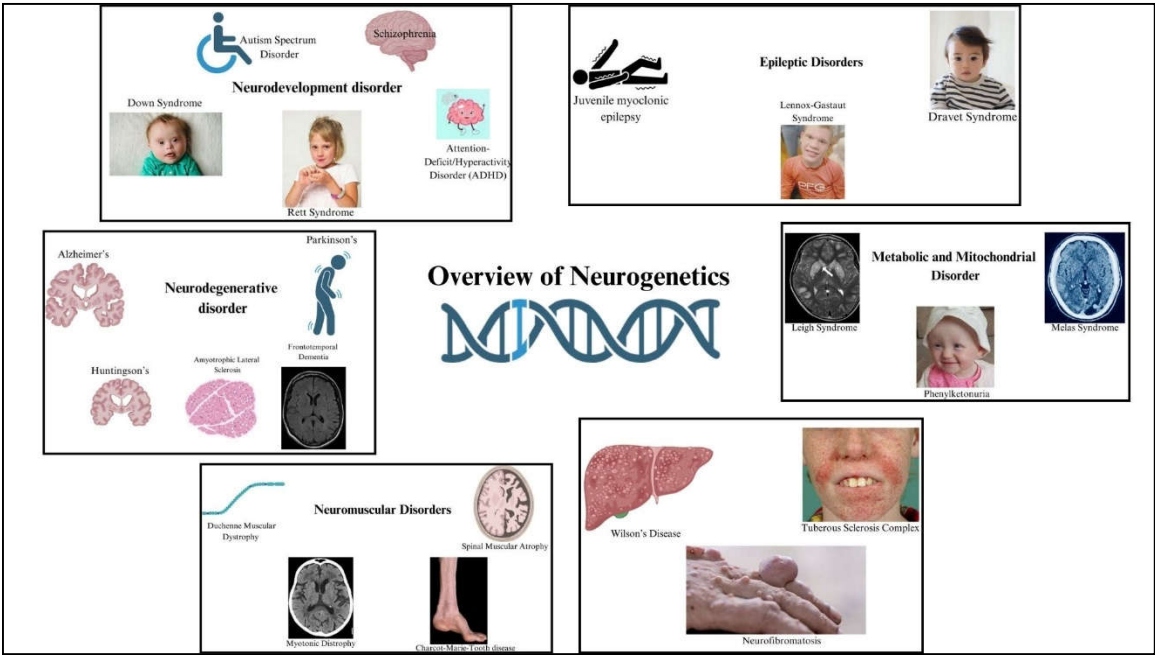 Autism Spectrum
Disorder
Schizophrenia
Neurodevelopment disorder
Down Syndrome
Rett Syndrome
Attention-
Deficit/Hyperactivity
Disorder (ADHD)
Epileptic Disorders
Juvenile myoclonic
epilepsy
Lennox-Gastaut
Syndrome
Dravet Syndrome
Alzheimer's
Parkinson's
Neurodegenerative
disorder
Huntingson's
Amyotrophic Lateral
Sclerosis
Frontotemporal
Dementia
Overview of Neurogenetics
Metabolic and Mitochondrial
Disorder
Leigh Syndrome
Melas Syndrome
Phenylketonuria
Neuromuscular Disorders
Duchenne Muscular
Dystrophy
Spinal Muscular Atrophy
Myotonic Distrophy
Charcot-Marie-Tooth disease
Wilson's Disease
Tuberous Sclerosis Complex
Neurofibromatosis